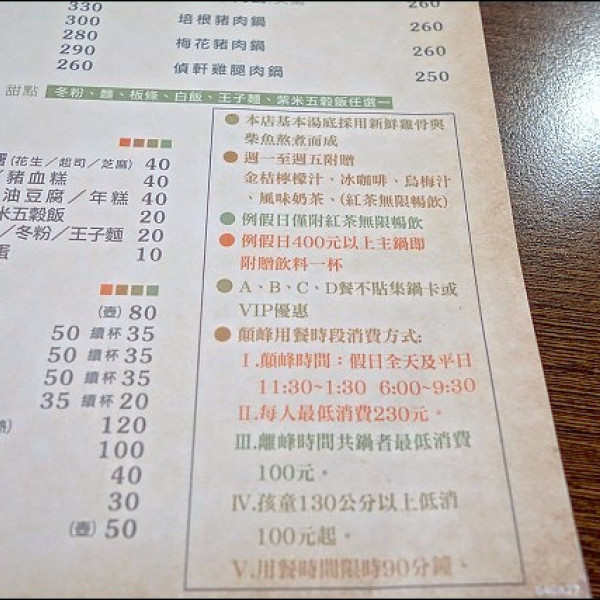 330
300 培根豬肉鍋 260
280
290 梅花豬肉鍋 260
260 偵軒雞腿肉鍋 250
260
甜點 冬粉、麵、板條、白飯、王子麵、紫米五穀飯任選一
(花生／起司／芝麻) 40
／豬血糕 40
油豆腐／年糕 40
米五穀飯 20
／冬粉／王子麵 20
蛋 10
(壺) 80
50 續杯 35
50 續杯 35
50 續杯 35
35 續杯 20
120
100
40
30
(壺) 50
本店基本湯底採用新鮮雞骨與
柴魚熬煮而成
週一至週五附贈
金桔檸檬汁、冰咖啡、烏梅汁
、風味奶茶、(紅茶無限暢飲)
例假日僅附紅茶無限暢飲
例假日400元以上主鍋即
附贈飲料一杯
A、B、C、D餐不貼集鍋卡或
VIP優惠
顛峰用餐時段消費方式:
I.顛峰時間：假日全天及平日
11:30~1:30 6:00~9:30
II.每人最低消費230元。
III.離峰時間共鍋者最低消費
100元。
IV.孩童130公分以上低消
100元起。
V.用餐時間限時90分鐘。